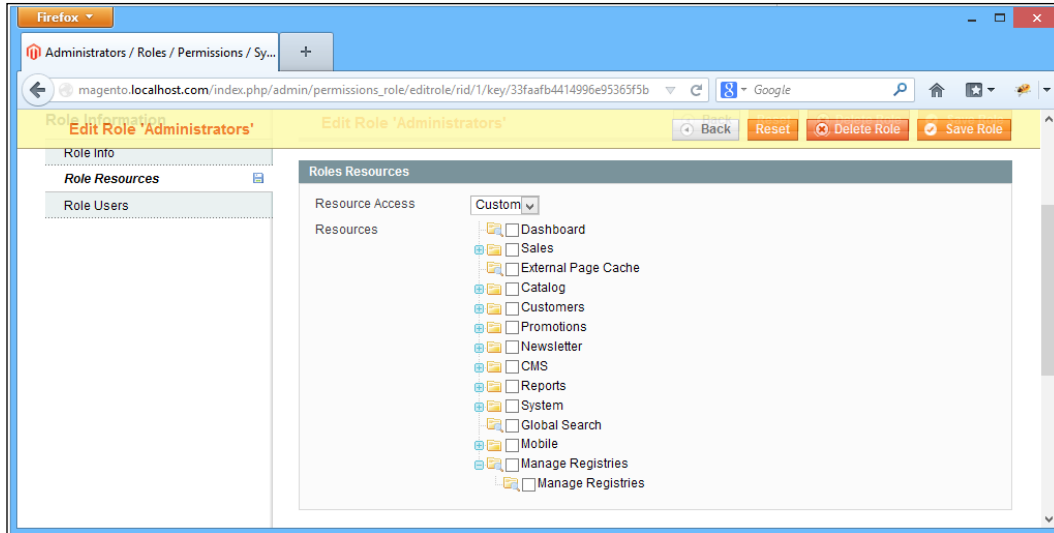 Firefox
Administrators / Roles / Permissions / Sy...
magento.localhost.com/index.php/admin/permissions_role/editrole/rid/1/key/33faafb4414996e95365f5b
Google
Role Information
Edit Role 'Administrators'
Edit Role 'Administrators'
Back
Reset
Delete Role
Save Role
Role Info
Role Resources
Role Users
Roles Resources
Resource Access
Custom
Resources
Dashboard
Sales
External Page Cache
Catalog
Customers
Promotions
Newsletter
CMS
Reports
System
Global Search
Mobile
Manage Registries
Manage Registries